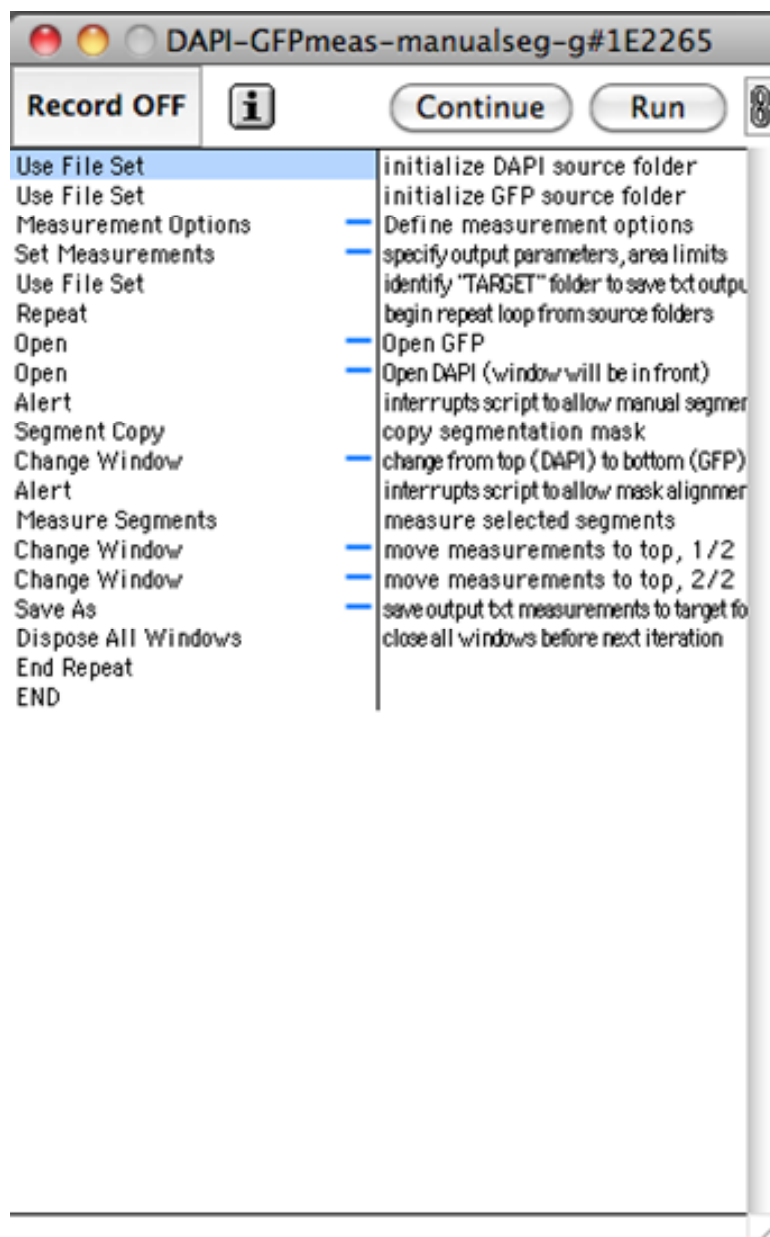 DAPI-GFPmeas-manualseg-g#1E2265
Record OFF Continue Run
Use File Set initialize DAPI source folder
Use File Set initialize GFP source folder
Measurement Options Define measurement options
Set Measurements specify output parameters, area limits
Use File Set identify "TARGET" folder to save txt outpu
Repeat begin repeat loop from source folders
Open Open GFP
Open Open DAPI (window will be in front)
Alert interrupts script to allow manual segmer
Segment Copy copy segmentation mask
Change Window change from top (DAPI) to bottom (GFP)
Alert interrupts script to allow mask alignmer
Measure Segments measure selected segments
Change Window move measurements to top, 1/2
Change Window move measurements to top, 2/2
Save As save output txt measurements to target fo
Dispose All Windows close all windows before next iteration
End Repeat
END